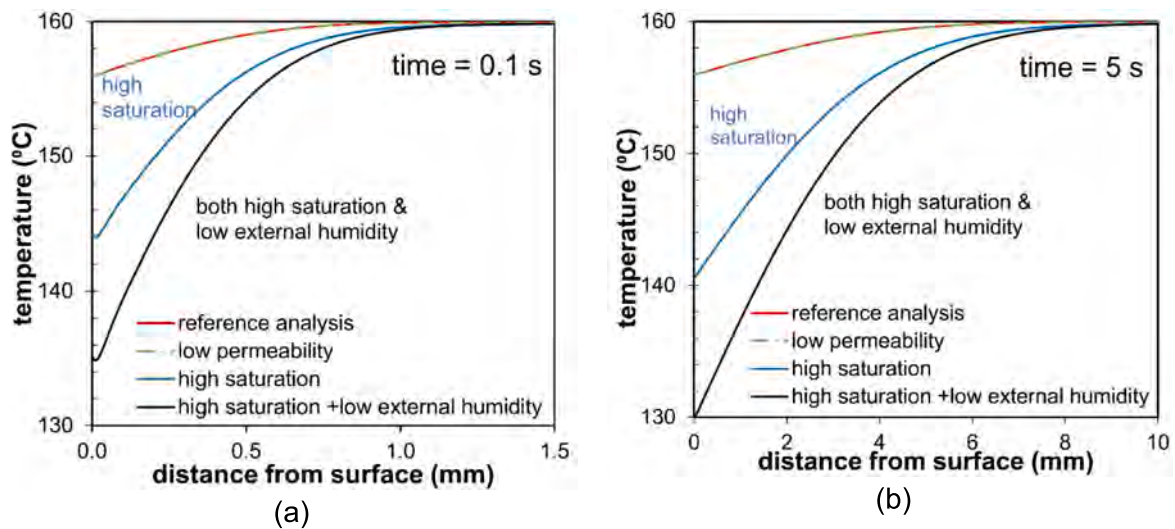 160
150
140
130
temperature (ºC)
time = 0.1 s
high
saturation
both high saturation &
low external humidity
reference analysis
low permeability
high saturation
high saturation +low external humidity
0.0
0.5
1.0
1.5
distance from surface (mm)
(a)
160
150
140
130
temperature (ºC)
time = 5 s
high
saturation
both high saturation &
low external humidity
reference analysis
low permeability
high saturation
high saturation +low external humidity
0
2
4
6
8
10
distance from surface (mm)
(b)